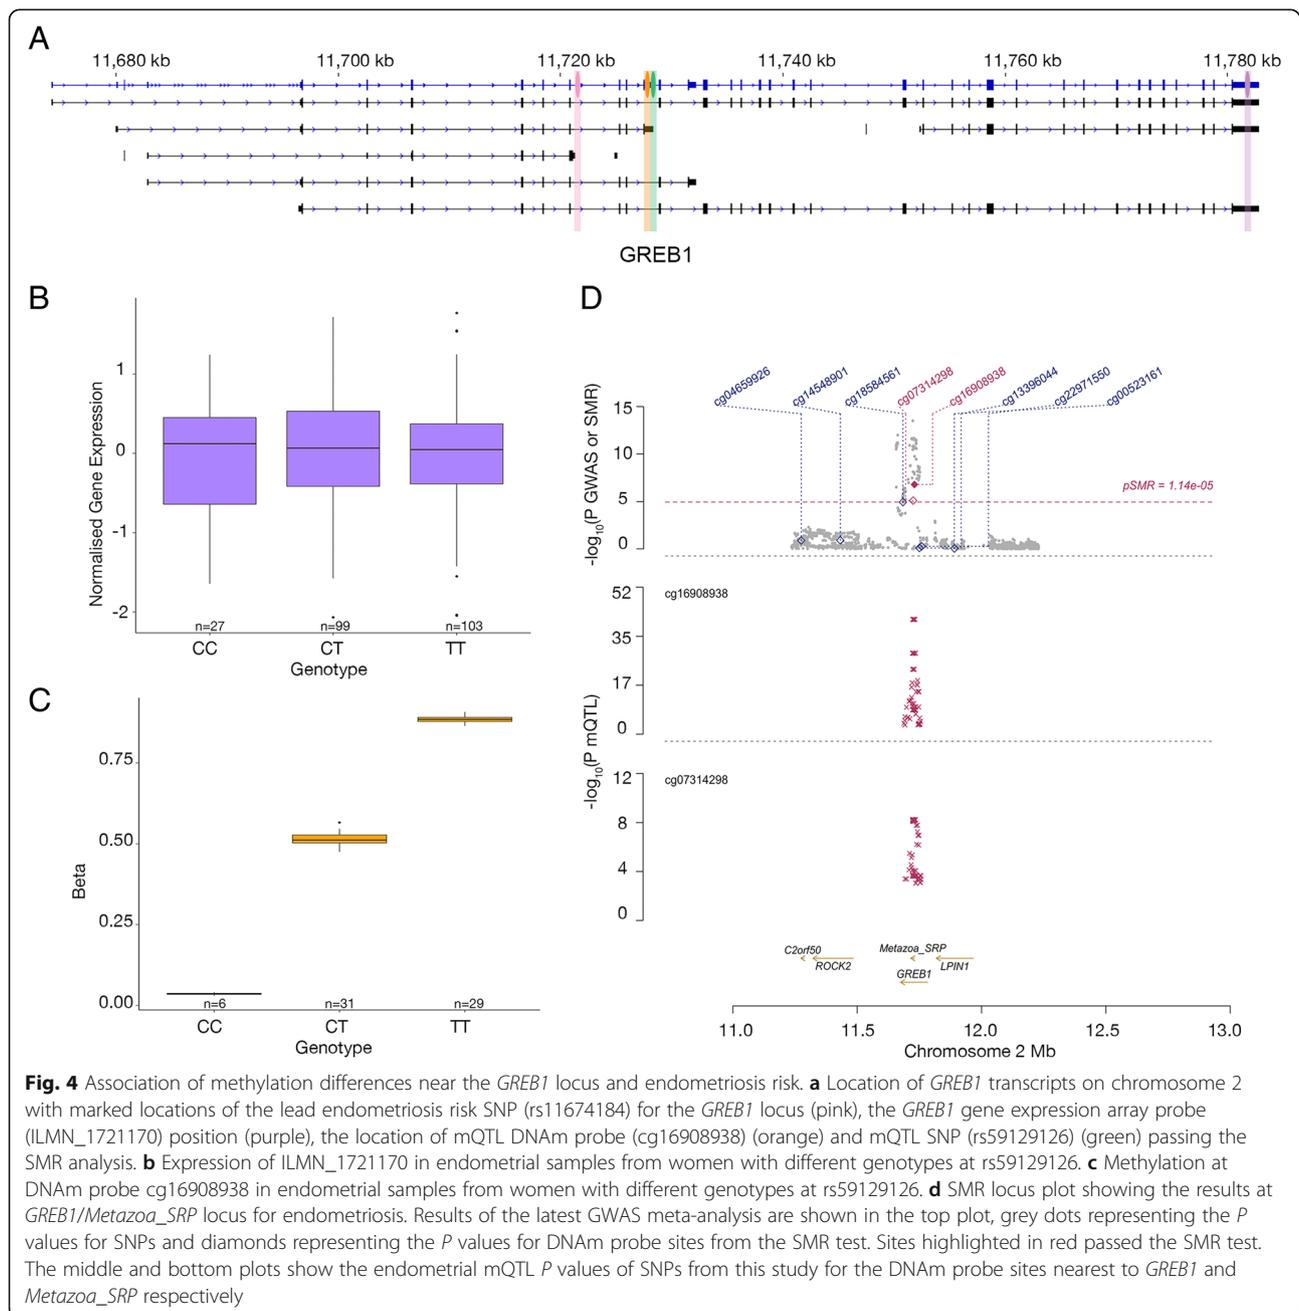 A
11,680 kb 11,700 kb 11,720 kb 11,740 kb 11,760 kb 11,780 kb
GREB1
B
Normalised Gene Expression
1
0
-1
-2
n=27 n=99 n=103
CC CT TT
Genotype
C
Beta
0.75
0.50
0.25
0.00
n=6 n=31 n=29
CC CT TT
Genotype
D
cg04659926 cg14548901 cg18584561 cg07314298 cg16908938 cg13396044 cg22971550 cg00523161
-log10(P GWAS or SMR)
15
10
5
0
pSMR = 1.14e-05
-log10(P mQTL)
cg16908938
52
35
17
0
cg07314298
12
8
4
0
C2orf50 Metazoa_SRP
ROCK2 LPIN1
GREB1
11.0 11.5 12.0 12.5 13.0
Chromosome 2 Mb
Fig. 4 Association of methylation differences near the GREB1 locus and endometriosis risk. a Location of GREB1 transcripts on chromosome 2
with marked locations of the lead endometriosis risk SNP (rs11674184) for the GREB1 locus (pink), the GREB1 gene expression array probe
(ILMN_1721170) position (purple), the location of mQTL DNAm probe (cg16908938) (orange) and mQTL SNP (rs59129126) (green) passing the
SMR analysis. b Expression of ILMN_1721170 in endometrial samples from women with different genotypes at rs59129126. c Methylation at
DNAm probe cg16908938 in endometrial samples from women with different genotypes at rs59129126. d SMR locus plot showing the results at
GREB1/Metazoa_SRP locus for endometriosis. Results of the latest GWAS meta-analysis are shown in the top plot, grey dots representing the P
values for SNPs and diamonds representing the P values for DNAm probe sites from the SMR test. Sites highlighted in red passed the SMR test.
The middle and bottom plots show the endometrial mQTL P values of SNPs from this study for the DNAm probe sites nearest to GREB1 and
Metazoa_SRP respectively